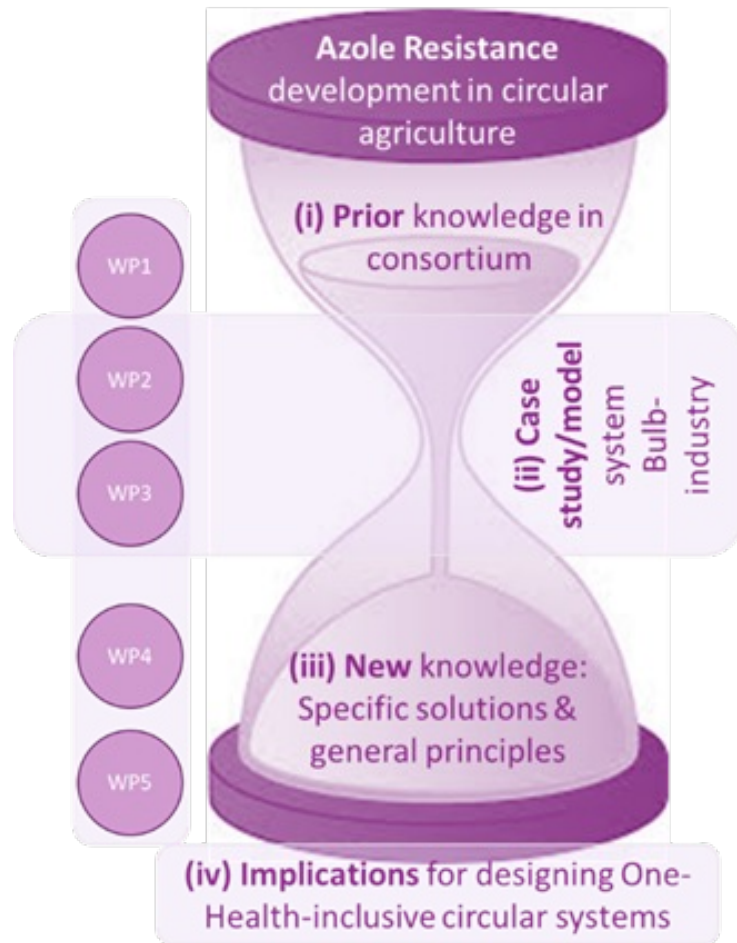 Azole Resistance
development in circular
agriculture
(i) Prior knowledge in
consortium
WP1
WP2
WP3
(ii) Case
study/model
system
Bulb-
industry
WP4
(iii) New knowledge:
Specific solutions &
general principles
WP5
(iv) Implications for designing One-
Health-inclusive circular systems